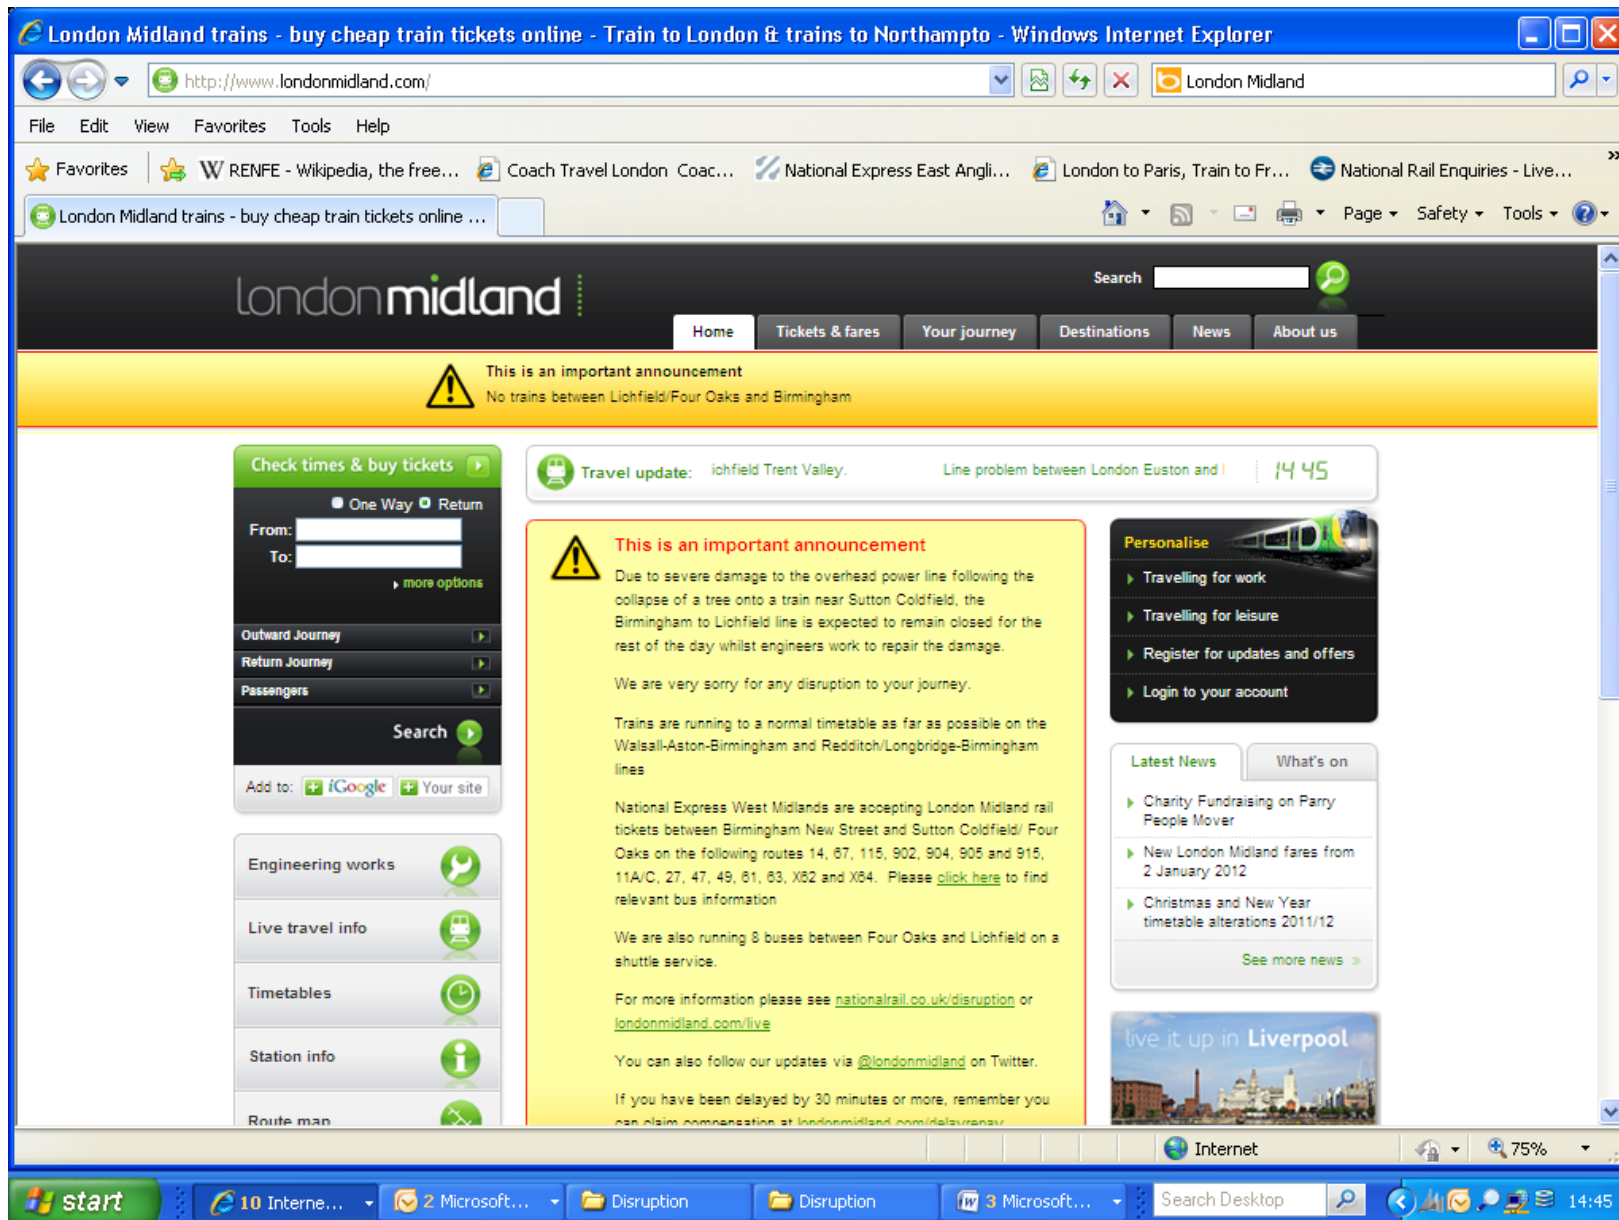 London Midland trains - buy cheap train tickets online - Train to London & trains to Northampto - Windows Internet Explorer
http://www.londonmidland.com/
London Midland
File Edit View Favorites Tools Help
Favorites
RENFE - Wikipedia, the free...
Coach Travel London Coac...
National Express East Angli...
London to Paris, Train to Fr...
National Rail Enquiries - Live...
London Midland trains - buy cheap train tickets online ...
Page Safety Tools
londonmidland
Search
Home
Tickets & fares
Your journey
Destinations
News
About us
This is an important announcement
No trains between Lichfield/Four Oaks and Birmingham
Check times & buy tickets
One Way Return
From:
To:
more options
Outward Journey
Return Journey
Passengers
Search
Add to: iGoogle Your site
Engineering works
Live travel info
Timetables
Station info
Route map
Travel update: ichfield Trent Valley. Line problem between London Euston and
14 45
This is an important announcement
Due to severe damage to the overhead power line following the
collapse of a tree onto a train near Sutton Coldfield, the
Birmingham to Lichfield line is expected to remain closed for the
rest of the day whilst engineers work to repair the damage.
We are very sorry for any disruption to your journey.
Trains are running to a normal timetable as far as possible on the
Walsall-Aston-Birmingham and Redditch/Longbridge-Birmingham
lines
National Express West Midlands are accepting London Midland rail
tickets between Birmingham New Street and Sutton Coldfield/ Four
Oaks on the following routes 14, 67, 115, 902, 904, 905 and 915,
11A/C, 27, 47, 49, 61, 63, X62 and X64. Please click here to find
relevant bus information
We are also running 8 buses between Four Oaks and Lichfield on a
shuttle service.
For more information please see nationalrail.co.uk/disruption or
londonmidland.com/live
You can also follow our updates via @londonmidland on Twitter.
If you have been delayed by 30 minutes or more, remember you
can claim compensation at londonmidland.com/delayrepay
Personalise
Travelling for work
Travelling for leisure
Register for updates and offers
Login to your account
Latest News
What's on
Charity Fundraising on Parry
People Mover
New London Midland fares from
2 January 2012
Christmas and New Year
timetable alterations 2011/12
See more news
live it up in Liverpool
Internet
75%
start
10 Interne...
2 Microsoft...
Disruption
Disruption
3 Microsoft...
Search Desktop
14:45